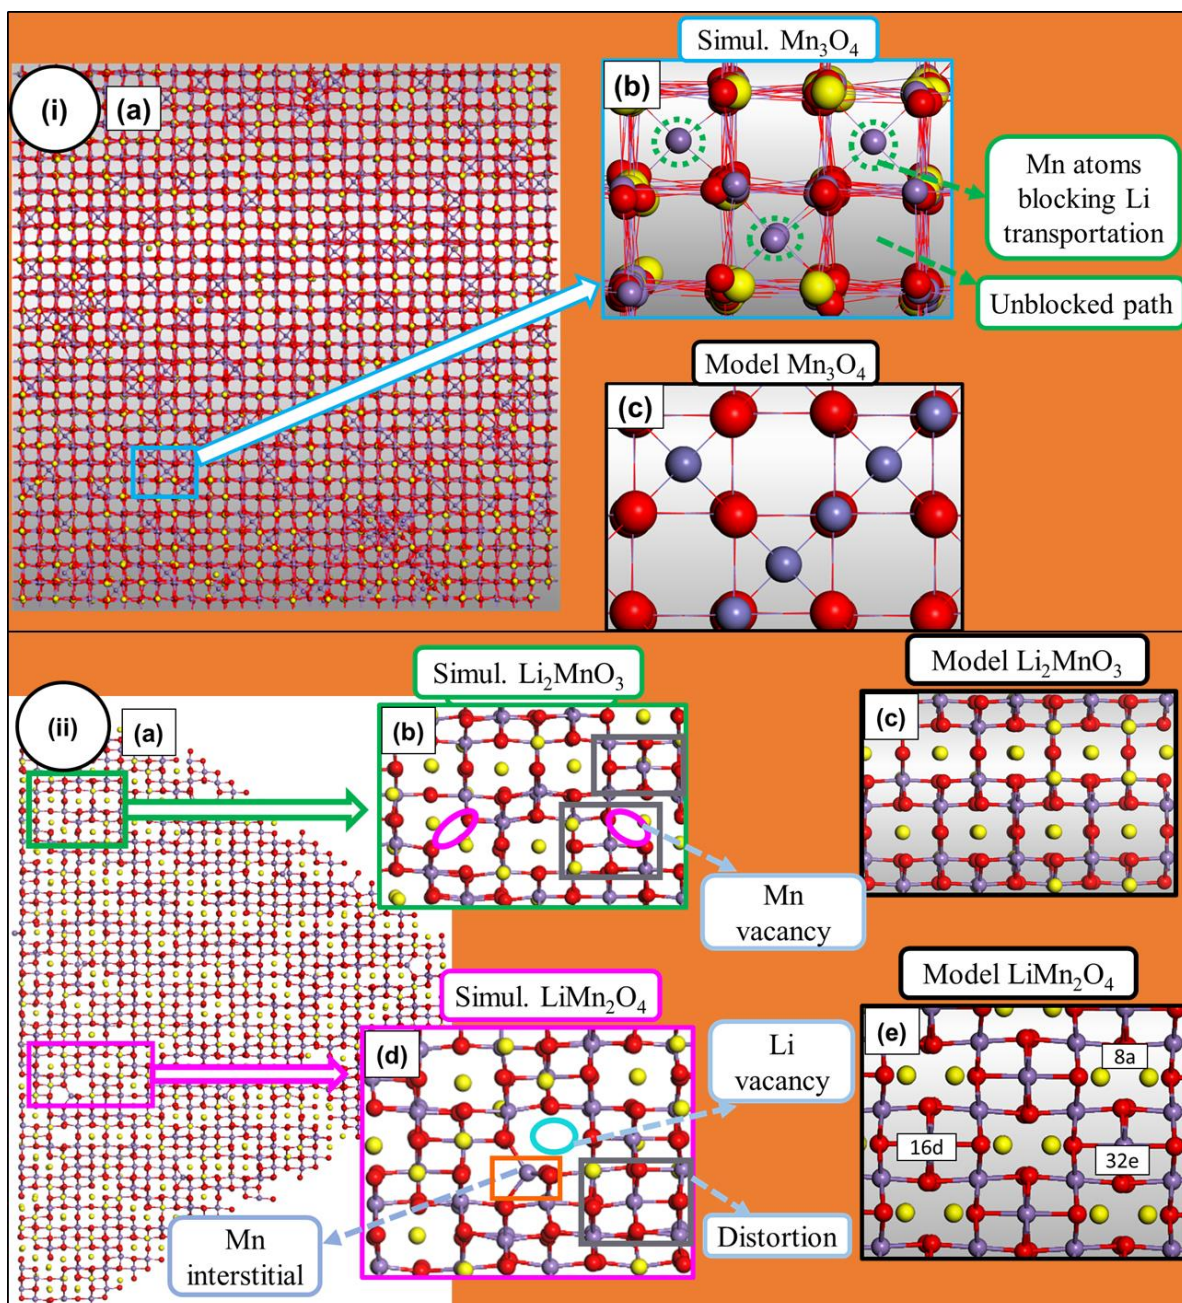 (i)
(a)
Simul. Mn₃O₄
(b)
Mn atoms
blocking Li
transportation
Unblocked path
Model Mn₃O₄
(c)
(ii)
(a)
Simul. Li₂MnO₃
(b)
Mn
vacancy
Model Li₂MnO₃
(c)
Simul. LiMn₂O₄
(d)
Li
vacancy
Mn
interstitial
Distortion
Model LiMn₂O₄
(e)
8a
16d
32e